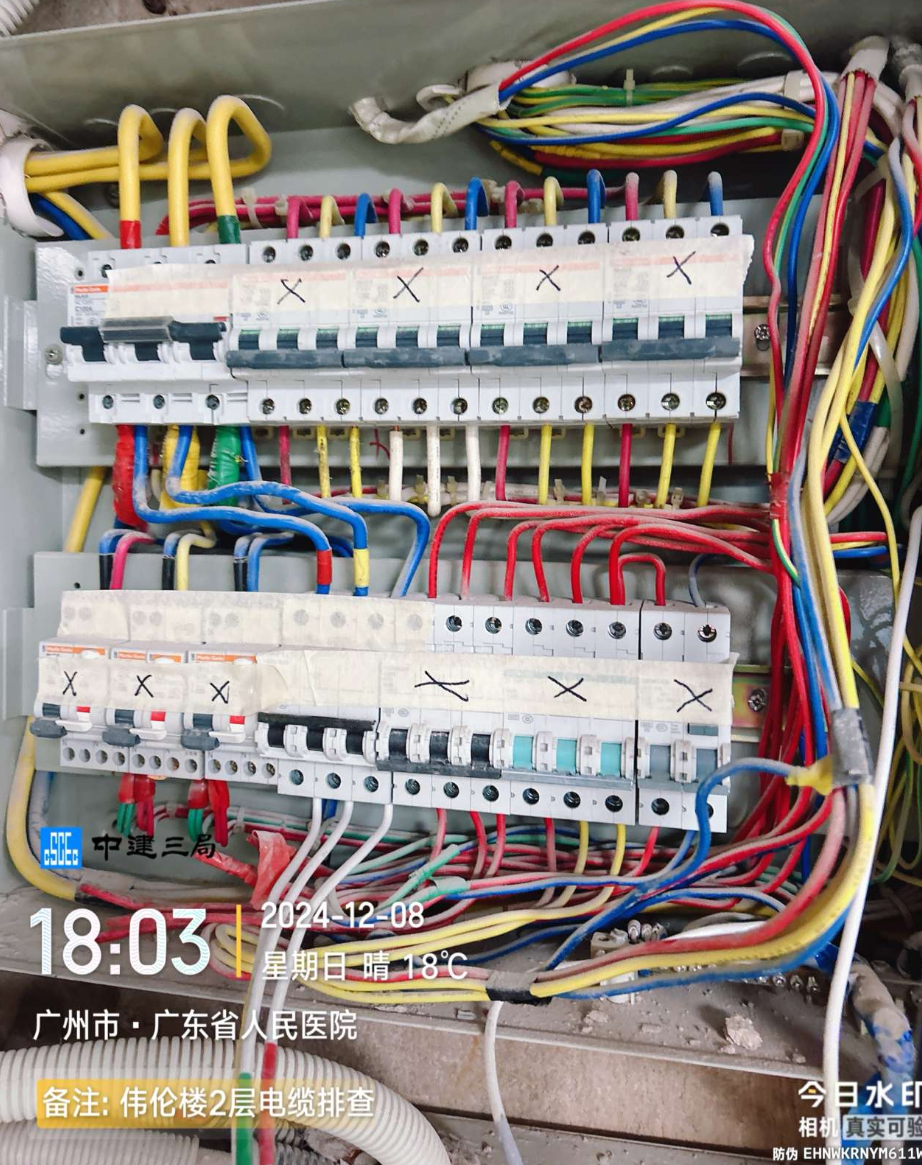 C100A
X X X X
X X X X X X
CSCEC 中建三局
18:03
2024-12-08
星期日 晴 18℃
广州市·广东省人民医院
备注: 伟伦楼2层电缆排查
今日水印
相机 真实可验
防伪 EHNWKRNYM611W